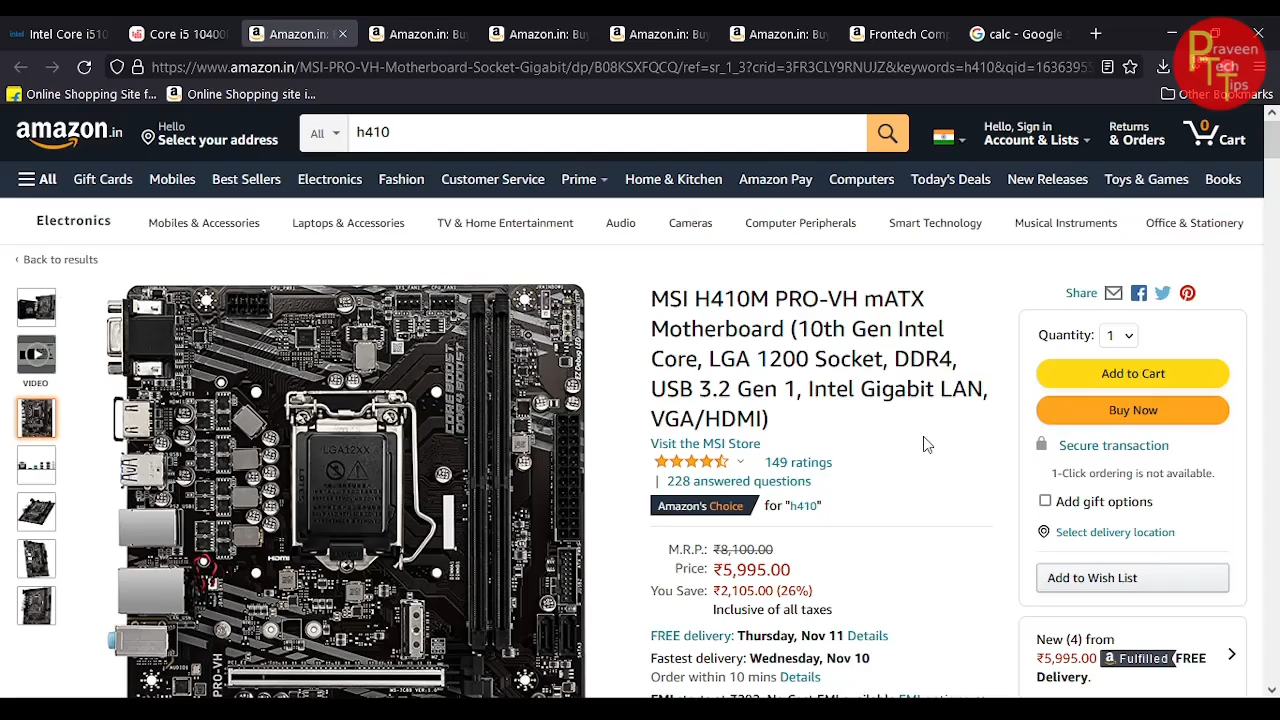 Intel Core i510
Core i5 10400
Amazon.in:
Amazon.in: Bu
Amazon.in: Bu
Amazon.in: Bu
Amazon.in: Bu
Frontech Com
calc - Google
https://www.amazon.in/MSI-PRO-VH-Motherboard-Socket-Gigabit/dp/B08KSXFQCQ/ref=sr_1_3?crid=3FR3CLY9RNUJZ&keywords=h410&qid=1636395
Praveen
Tech
Tips
PTT
Online Shopping Site f...
Online Shopping site i...
Other Bookmarks
amazon.in
Hello
Select your address
All
h410
Hello, Sign in
Account & Lists
Returns
& Orders
0
Cart
All
Gift Cards
Mobiles
Best Sellers
Electronics
Fashion
Customer Service
Prime
Home & Kitchen
Amazon Pay
Computers
Today's Deals
New Releases
Toys & Games
Books
Electronics
Mobiles & Accessories
Laptops & Accessories
TV & Home Entertainment
Audio
Cameras
Computer Peripherals
Smart Technology
Musical Instruments
Office & Stationery
‹ Back to results
VIDEO
LGA12XX
CORE BOOST
DDR4 BOOST
HDMI
PRO-VH
MSI H410M PRO-VH mATX
Motherboard (10th Gen Intel
Core, LGA 1200 Socket, DDR4,
USB 3.2 Gen 1, Intel Gigabit LAN,
VGA/HDMI)
Visit the MSI Store
149 ratings
| 228 answered questions
Amazon's Choice for "h410"
M.R.P.: ₹8,100.00
Price: ₹5,995.00
You Save: ₹2,105.00 (26%)
Inclusive of all taxes
FREE delivery: Thursday, Nov 11 Details
Fastest delivery: Wednesday, Nov 10
Order within 10 mins Details
Share
Quantity: 1
Add to Cart
Buy Now
Secure transaction
1-Click ordering is not available.
Add gift options
Select delivery location
Add to Wish List
New (4) from
₹5,995.00 Fulfilled FREE
Delivery.